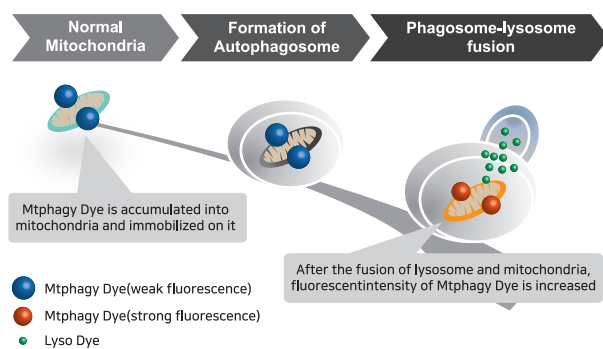 Normal
Mitochondria
Formation of
Autophagosome
Phagosome-lysosome
fusion
Mtphagy Dye is accumulated into
mitochondria and immobilized on it
After the fusion of lysosome and mitochondria,
fluorescentintensity of Mtphagy Dye is increased
Mtphagy Dye(weak fluorescence)
Mtphagy Dye(strong fluorescence)
Lyso Dye